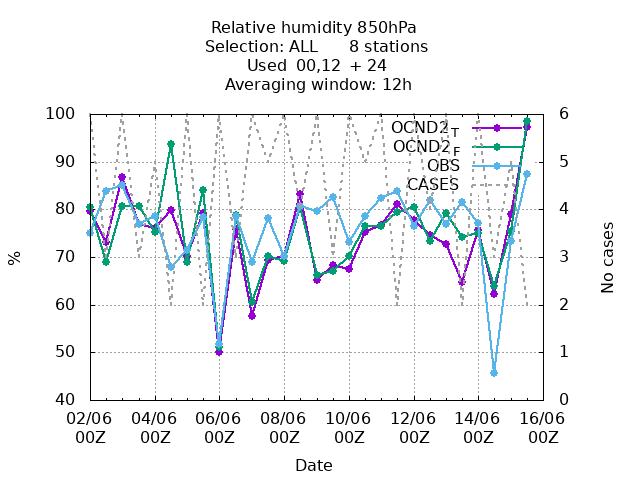 Relative humidity 850hPa
Selection: ALL 8 stations
Used 00,12 + 24
Averaging window: 12h
100 6
OCND2T
OCND2F
90 OBS 5
CASES
80 4
% 70 3 No cases
60 2
50 1
40 0
02/06 04/06 06/06 08/06 10/06 12/06 14/06 16/06
00Z 00Z 00Z 00Z 00Z 00Z 00Z 00Z
Date